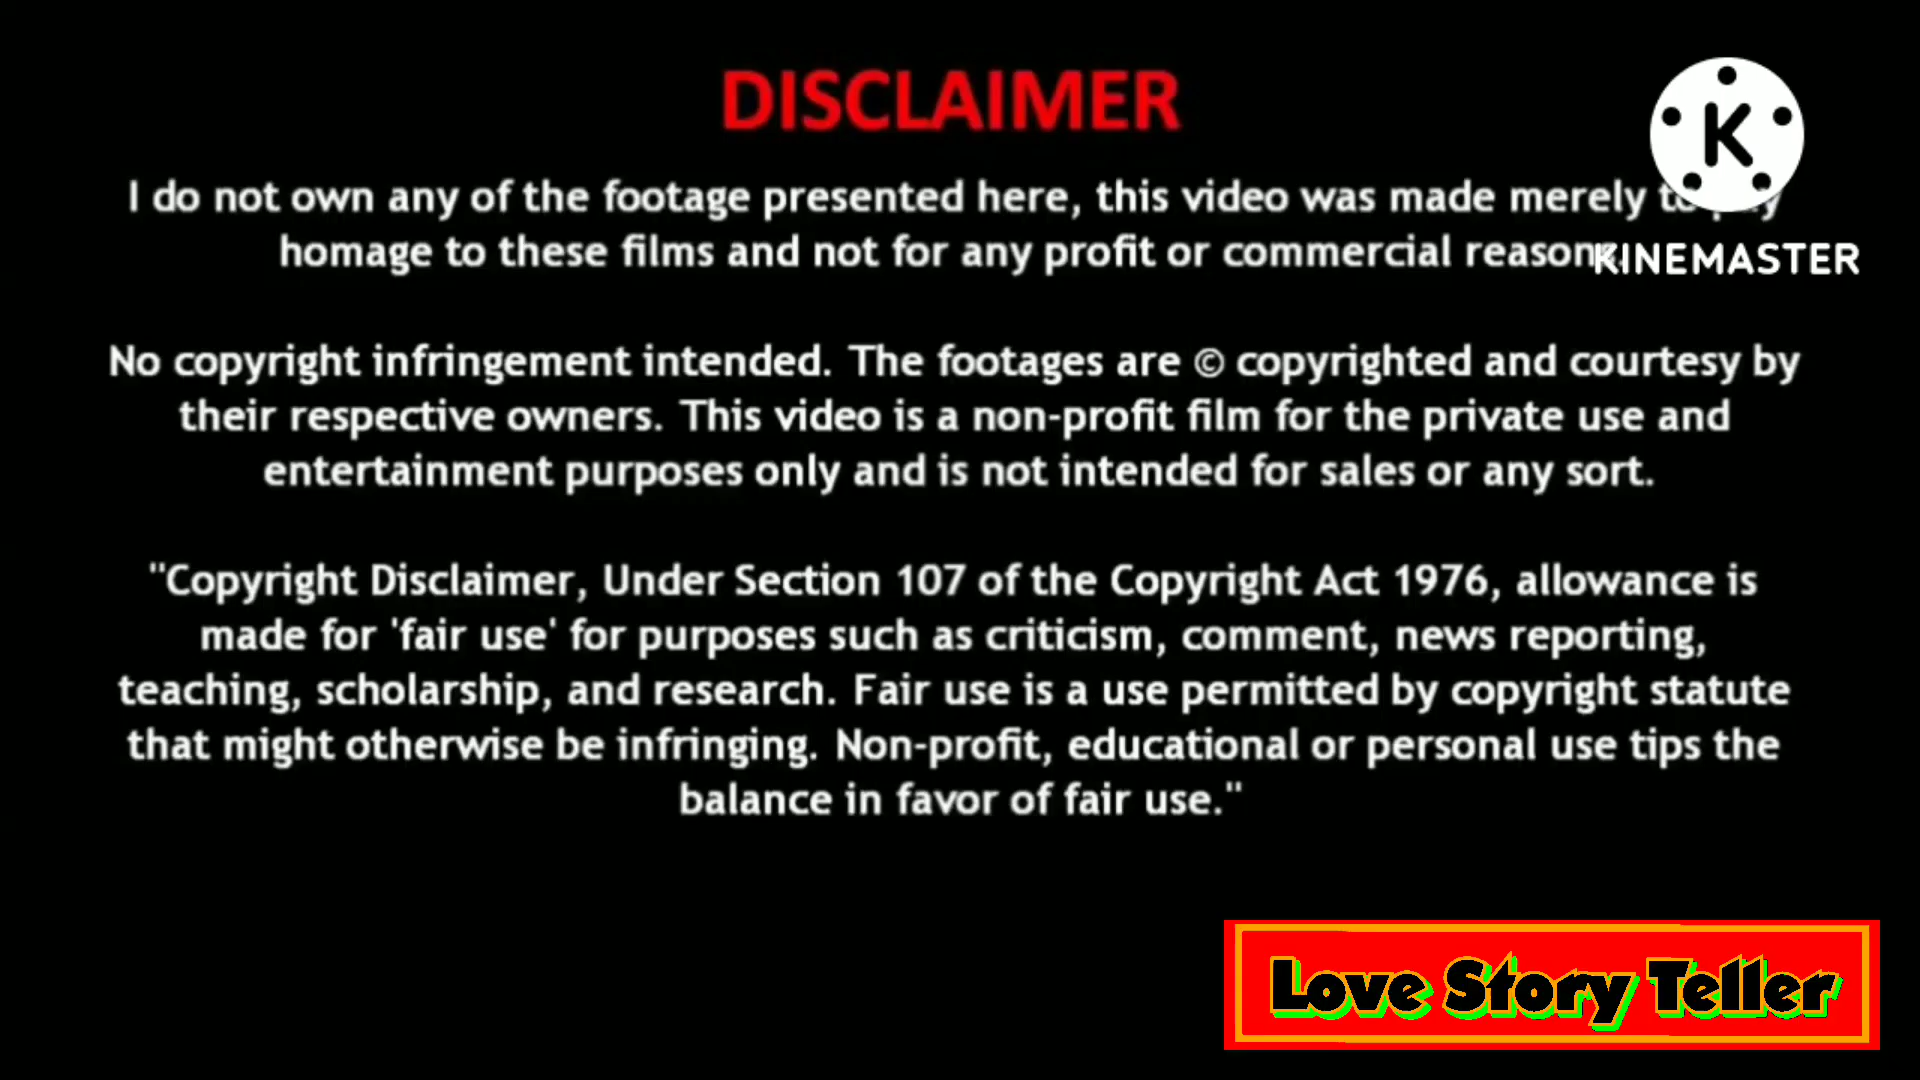 DISCLAIMER
I do not own any of the footage presented here, this video was made merely
homage to these films and not for any profit or commercial reasons
KINEMASTER
No copyright infringement intended. The footages are © copyrighted and courtesy by
their respective owners. This video is a non-profit film for the private use and
entertainment purposes only and is not intended for sales or any sort.
"Copyright Disclaimer, Under Section 107 of the Copyright Act 1976, allowance is
made for 'fair use' for purposes such as criticism, comment, news reporting,
teaching, scholarship, and research. Fair use is a use permitted by copyright statute
that might otherwise be infringing. Non-profit, educational or personal use tips the
balance in favor of fair use."
Love Story Teller